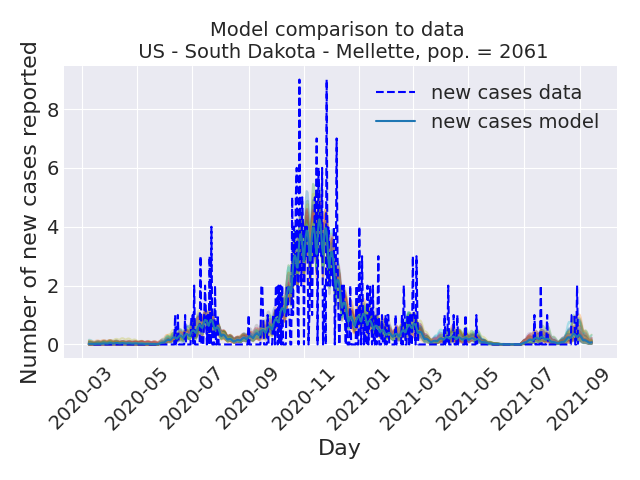 Model comparison to data
US - South Dakota - Mellette, pop. = 2061
Number of new cases reported
8
6
4
2
0
new cases data
new cases model
2020-03
2020-05
2020-07
2020-09
2020-11
2021-01
2021-03
2021-05
2021-07
2021-09
Day